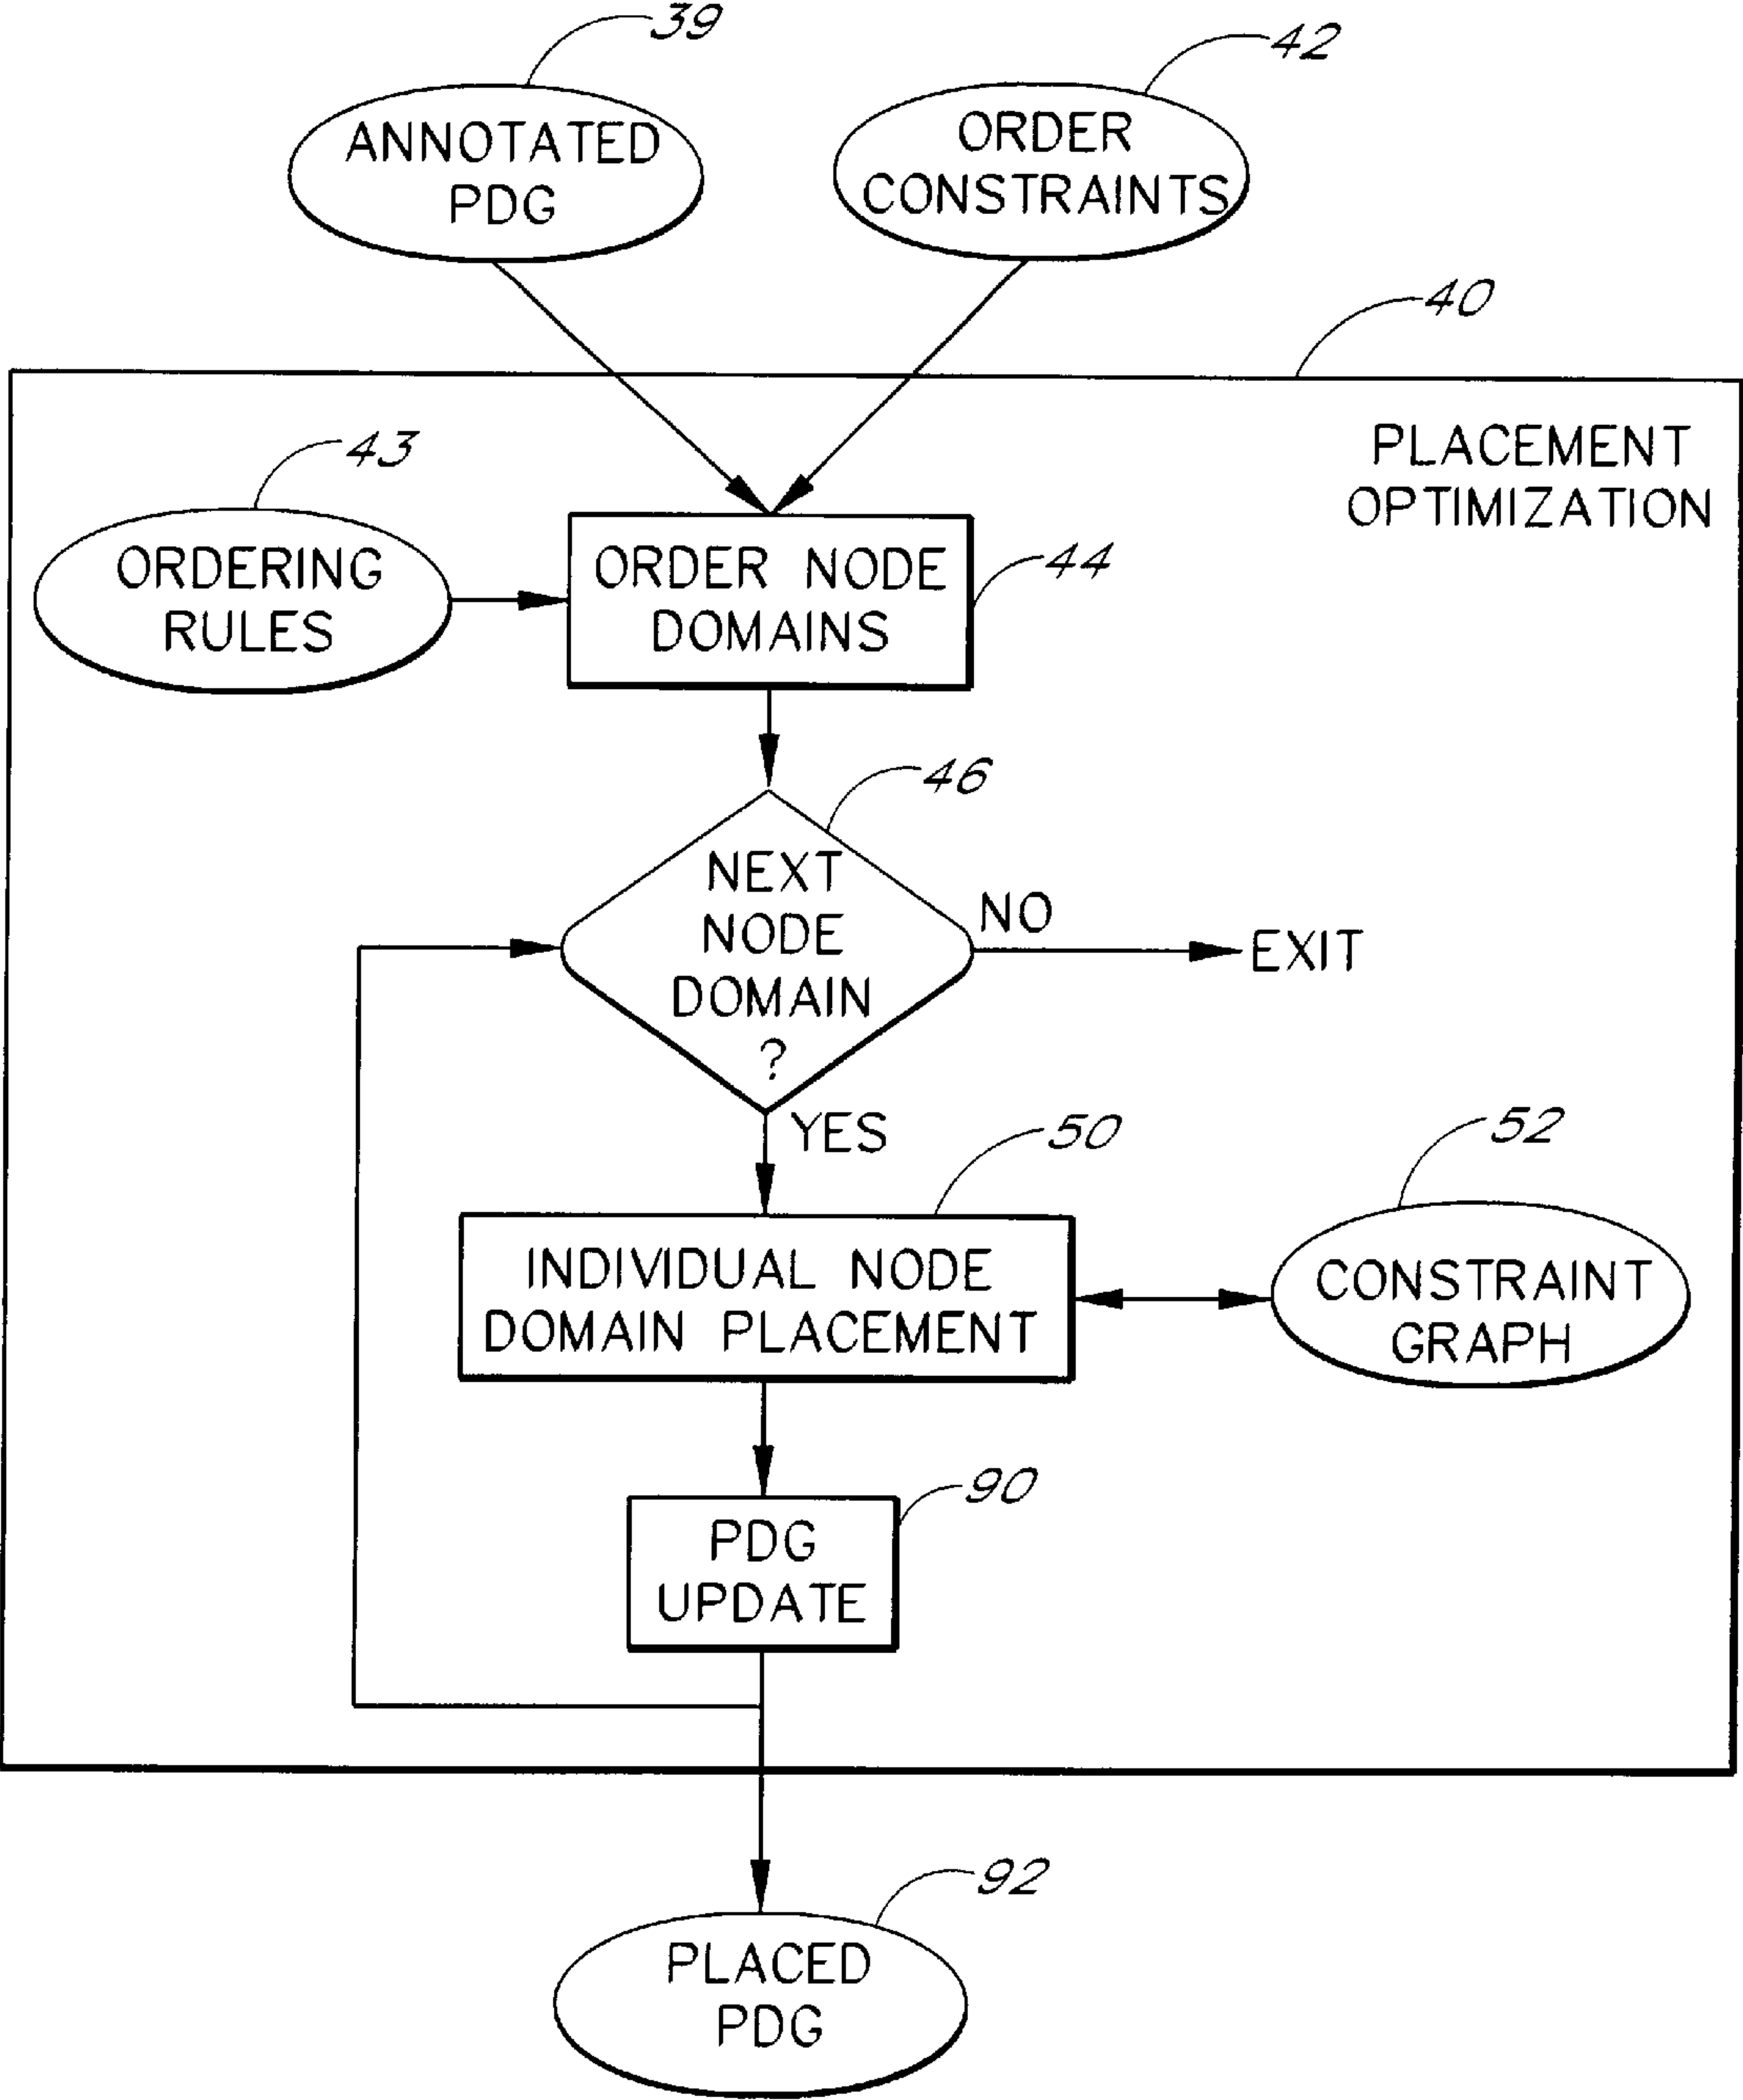 39
42
ANNOTATED
PDG
ORDER
CONSTRAINTS
40
PLACEMENT
OPTIMIZATION
43
ORDERING
RULES
ORDER NODE
DOMAINS
44
46
NEXT
NODE
DOMAIN
?
NO
EXIT
YES
50
52
INDIVIDUAL NODE
DOMAIN PLACEMENT
CONSTRAINT
GRAPH
90
PDG
UPDATE
92
PLACED
PDG